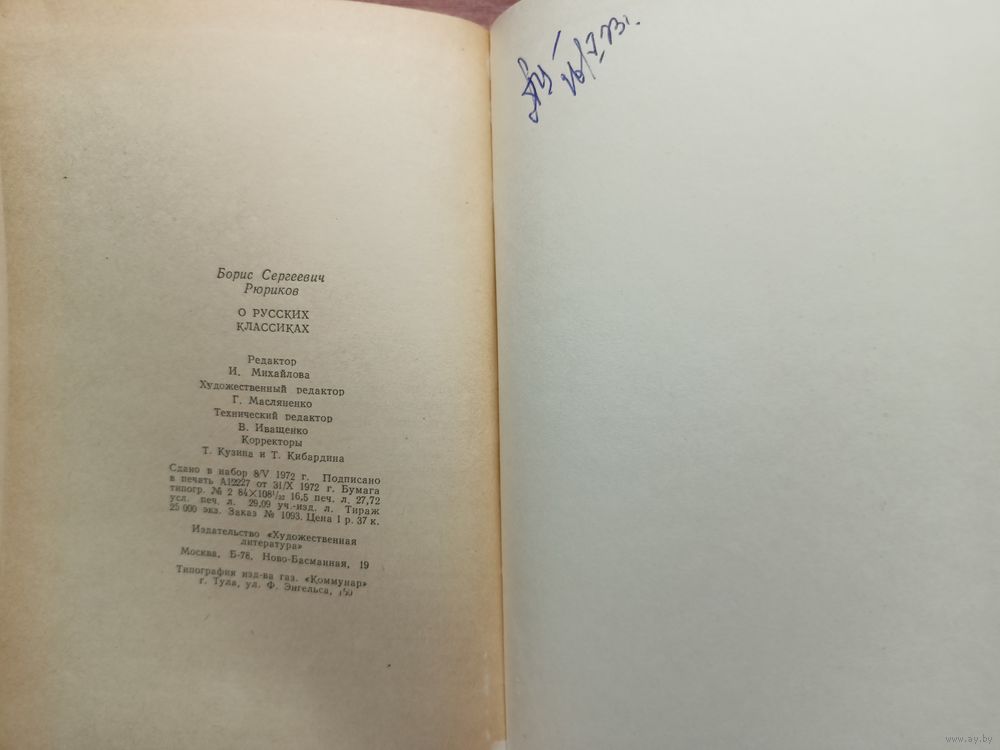 Борис Сергеевич
Рюриков
О РУССКИХ
КЛАССИКАХ
Редактор
И. Михайлова
Художественный редактор
Г. Масляненко
Технический редактор
В. Иващенко
Корректоры
Т. Кузина и Т. Кибардина
Сдано в набор 8/V 1972 г. Подписано
в печать А12227 от 31/X 1972 г. Бумага
типогр. № 2 84×108¹/₃₂ 16,5 печ. л. 27,72
усл. печ. л. 29,09 уч.-изд. л. Тираж
25 000 экз. Заказ № 1093. Цена 1 р. 37 к.
Издательство «Художественная
литература»
Москва, Б-78, Ново-Басманная, 19
Типография изд-ва газ. «Коммунар»
г. Тула, ул. Ф. Энгельса, 150
www.ay.by